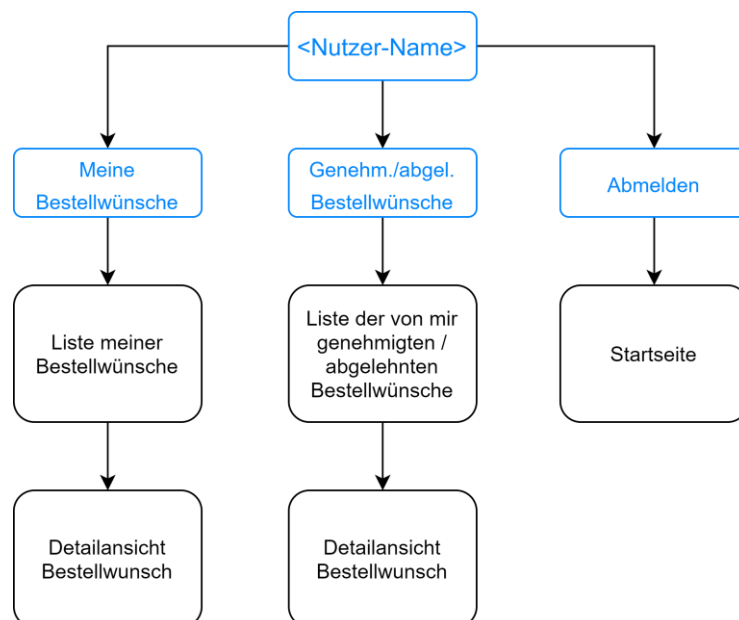 <Nutzer-Name>
Meine
Bestellwünsche
Genehm./abgel.
Bestellwünsche
Abmelden
Liste meiner
Bestellwünsche
Liste der von mir
genehmigten /
abgelehnten
Bestellwünsche
Startseite
Detailansicht
Bestellwunsch
Detailansicht
Bestellwunsch